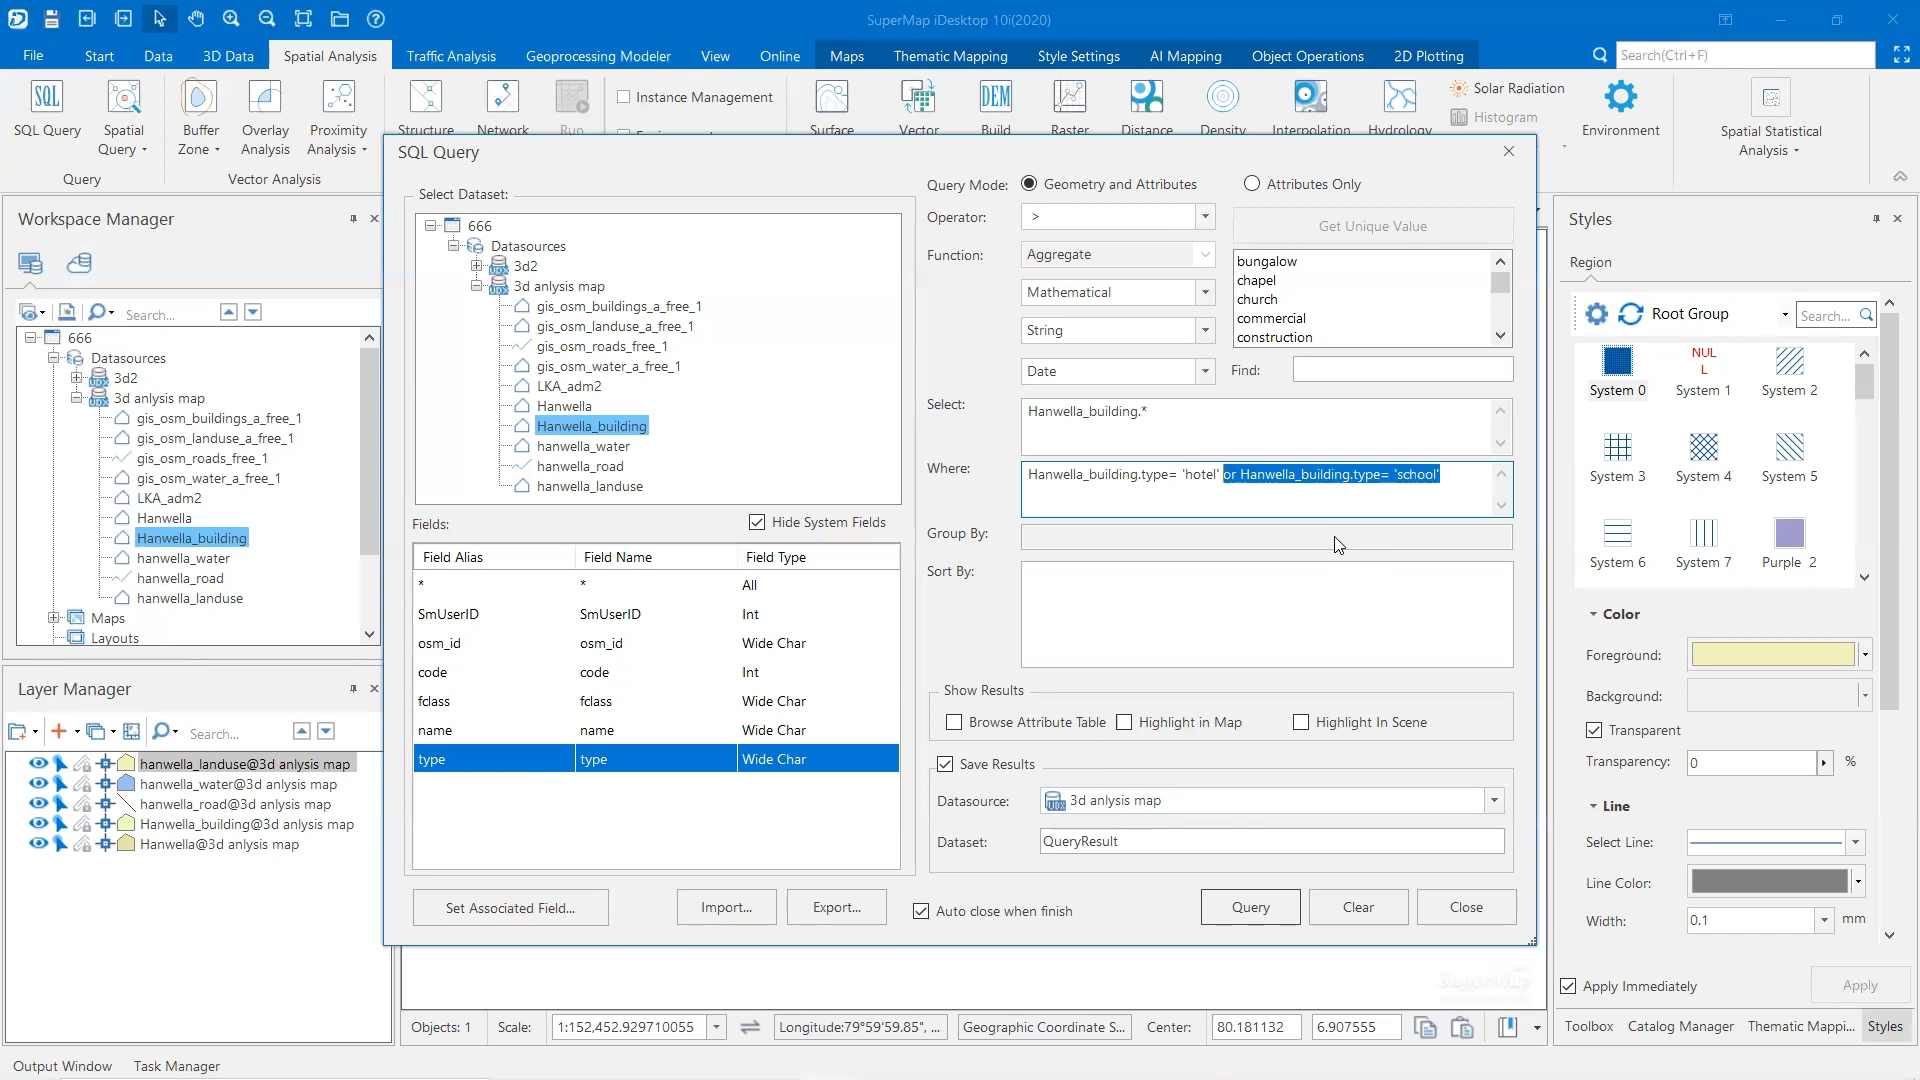 SuperMap iDesktop 10i(2020)
File Start Data 3D Data Spatial Analysis Traffic Analysis Geoprocessing Modeler View Online Maps Thematic Mapping Style Settings AI Mapping Object Operations 2D Plotting Search(Ctrl+F)
SQL Query
Spatial Query
Query
Buffer Zone
Overlay Analysis
Proximity Analysis
Vector Analysis
Structure Network Run
Instance Management
Surface Vector Build Raster Distance Density Interpolation Hydrology
SQL
DEM
Solar Radiation
Histogram
Environment
Spatial Statistical Analysis
Workspace Manager
Search...
666
Datasources
3d2
3d anlysis map
gis_osm_buildings_a_free_1
gis_osm_landuse_a_free_1
gis_osm_roads_free_1
gis_osm_water_a_free_1
LKA_adm2
Hanwella
Hanwella_building
hanwella_water
hanwella_road
hanwella_landuse
Maps
Layouts
Layer Manager
Search...
hanwella_landuse@3d anlysis map
hanwella_water@3d anlysis map
hanwella_road@3d anlysis map
Hanwella_building@3d anlysis map
Hanwella@3d anlysis map
SQL Query
Select Dataset:
666
Datasources
3d2
3d anlysis map
gis_osm_buildings_a_free_1
gis_osm_landuse_a_free_1
gis_osm_roads_free_1
gis_osm_water_a_free_1
LKA_adm2
Hanwella
Hanwella_building
hanwella_water
hanwella_road
hanwella_landuse
Fields: Hide System Fields
Field Alias Field Name Field Type
* * All
SmUserID SmUserID Int
osm_id osm_id Wide Char
code code Int
fclass fclass Wide Char
name name Wide Char
type type Wide Char
Set Associated Field... Import... Export...
Query Mode: Geometry and Attributes Attributes Only
Operator: > Get Unique Value
Function: Aggregate
Mathematical
String
Date
bungalow
chapel
church
commercial
construction
Find:
Select: Hanwella_building.*
Where: Hanwella_building.type= 'hotel' or Hanwella_building.type= 'school'
Group By:
Sort By:
Show Results
Browse Attribute Table Highlight in Map Highlight In Scene
Save Results
Datasource: 3d anlysis map
Dataset: QueryResult
Auto close when finish Query Clear Close
SuperMap
Objects: 1 Scale: 1:152,452.929710055 Longitude:79°59'59.85", ... Geographic Coordinate S... Center: 80.181132 6.907555
Styles
Region
Root Group Search...
NUL
L
System 0 System 1 System 2
System 3 System 4 System 5
System 6 System 7 Purple 2
Color
Foreground:
Background:
Transparent
Transparency: 0 %
Line
Select Line:
Line Color:
Width: 0.1 mm
Apply Immediately Apply
Toolbox Catalog Manager Thematic Mappi... Styles
Output Window Task Manager